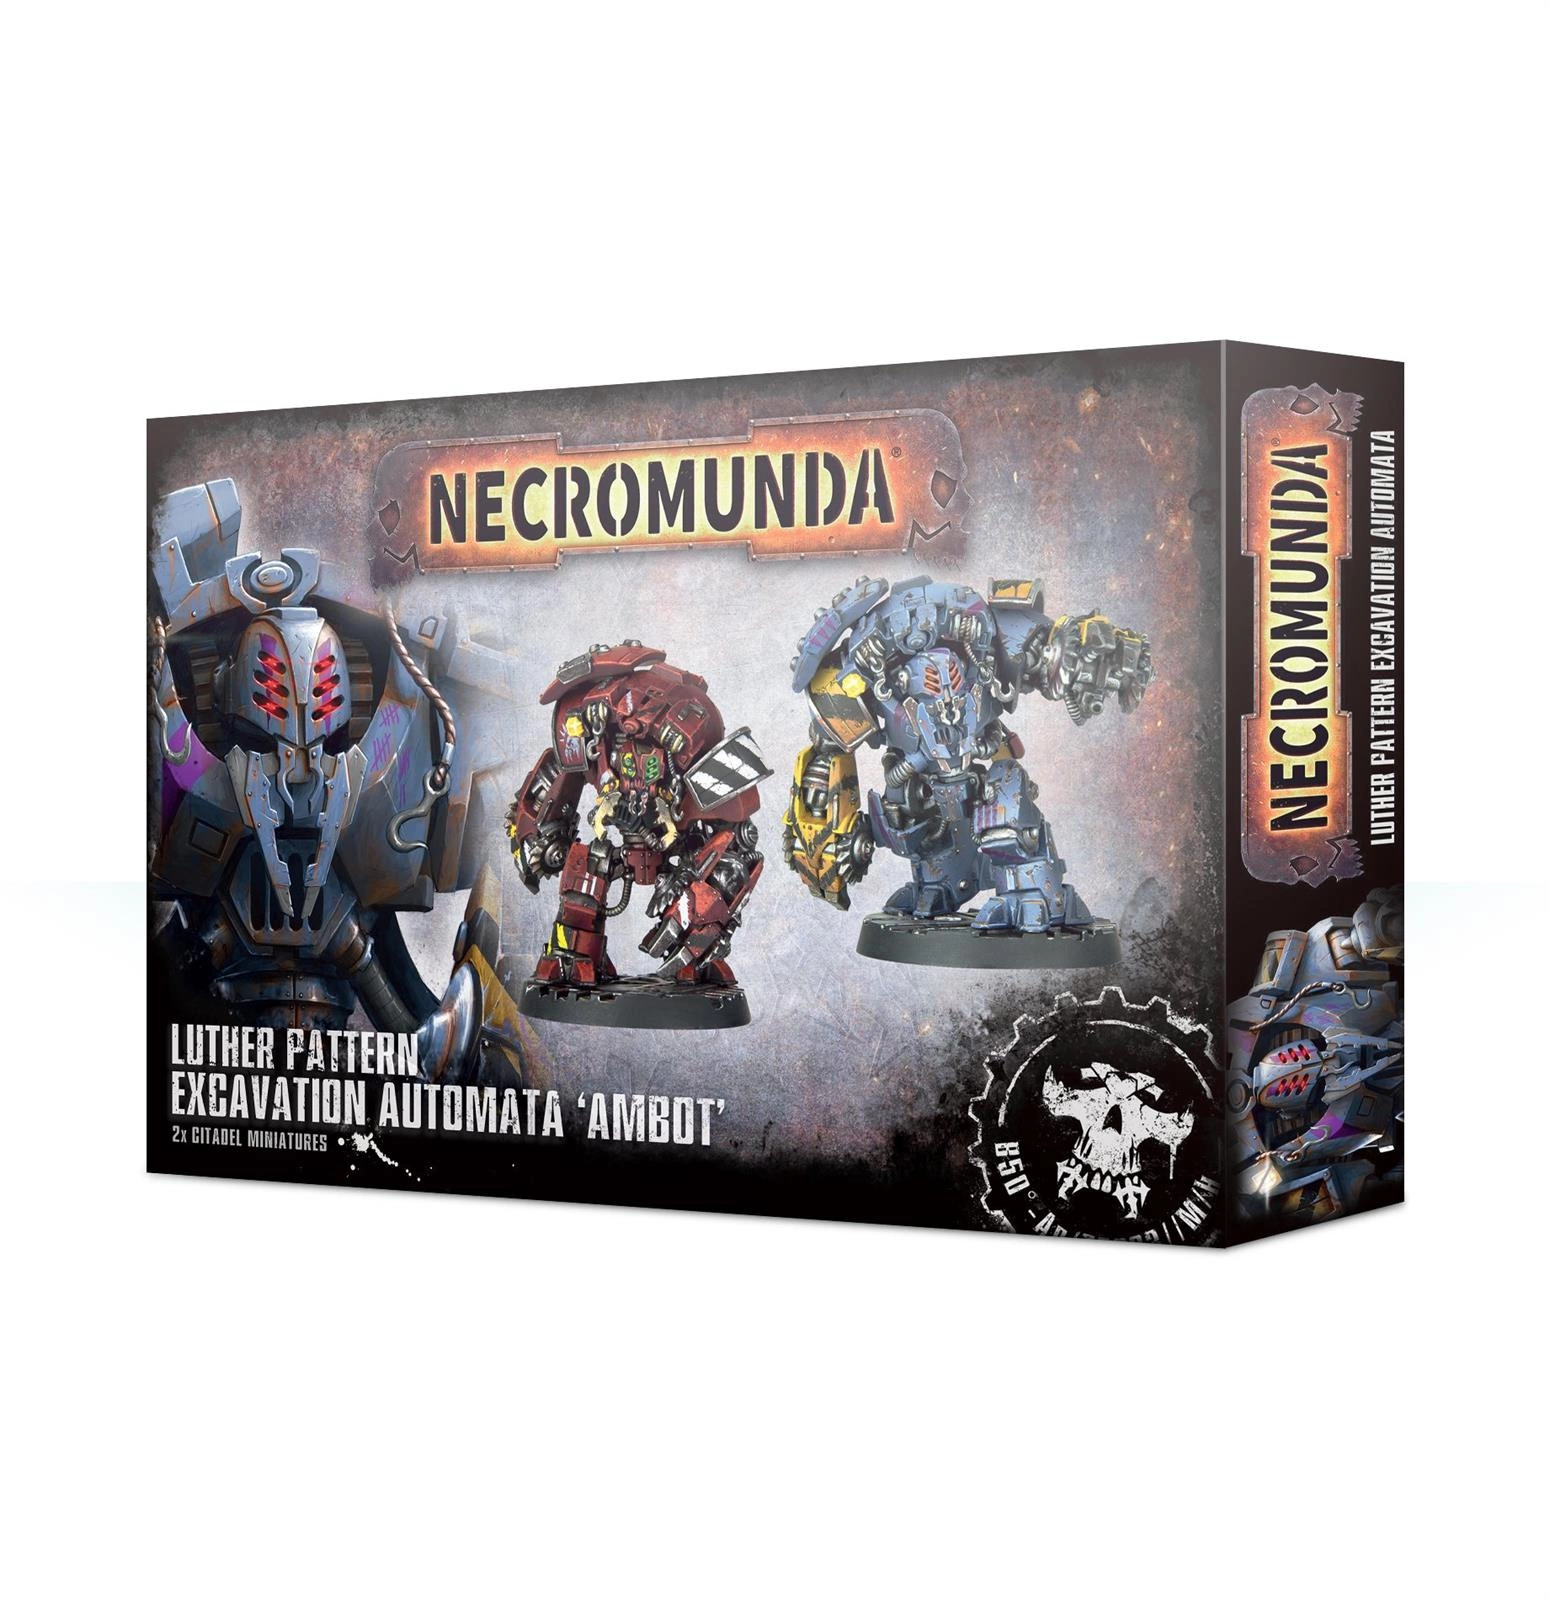 NECROMUNDA®
LUTHER PATTERN
EXCAVATION AUTOMATA 'AMBOT'
2X CITADEL MINIATURES
NECROMUNDA®
LUTHER PATTERN EXCAVATION AUTOMATA